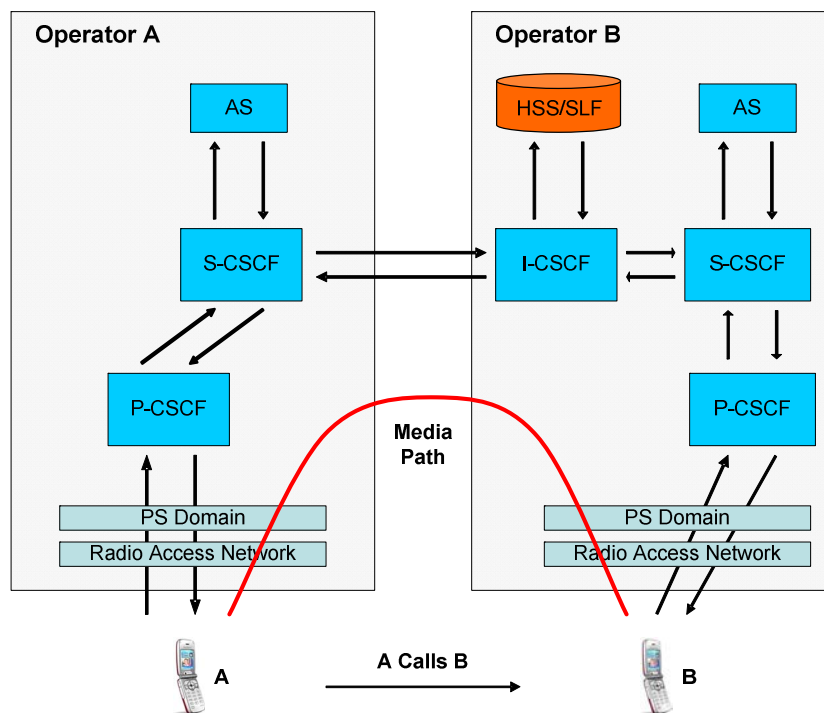 Operator A
AS
S-CSCF
P-CSCF
PS Domain
Radio Access Network
A
Operator B
HSS/SLF
AS
I-CSCF
S-CSCF
P-CSCF
PS Domain
Radio Access Network
B
Media
Path
A Calls B